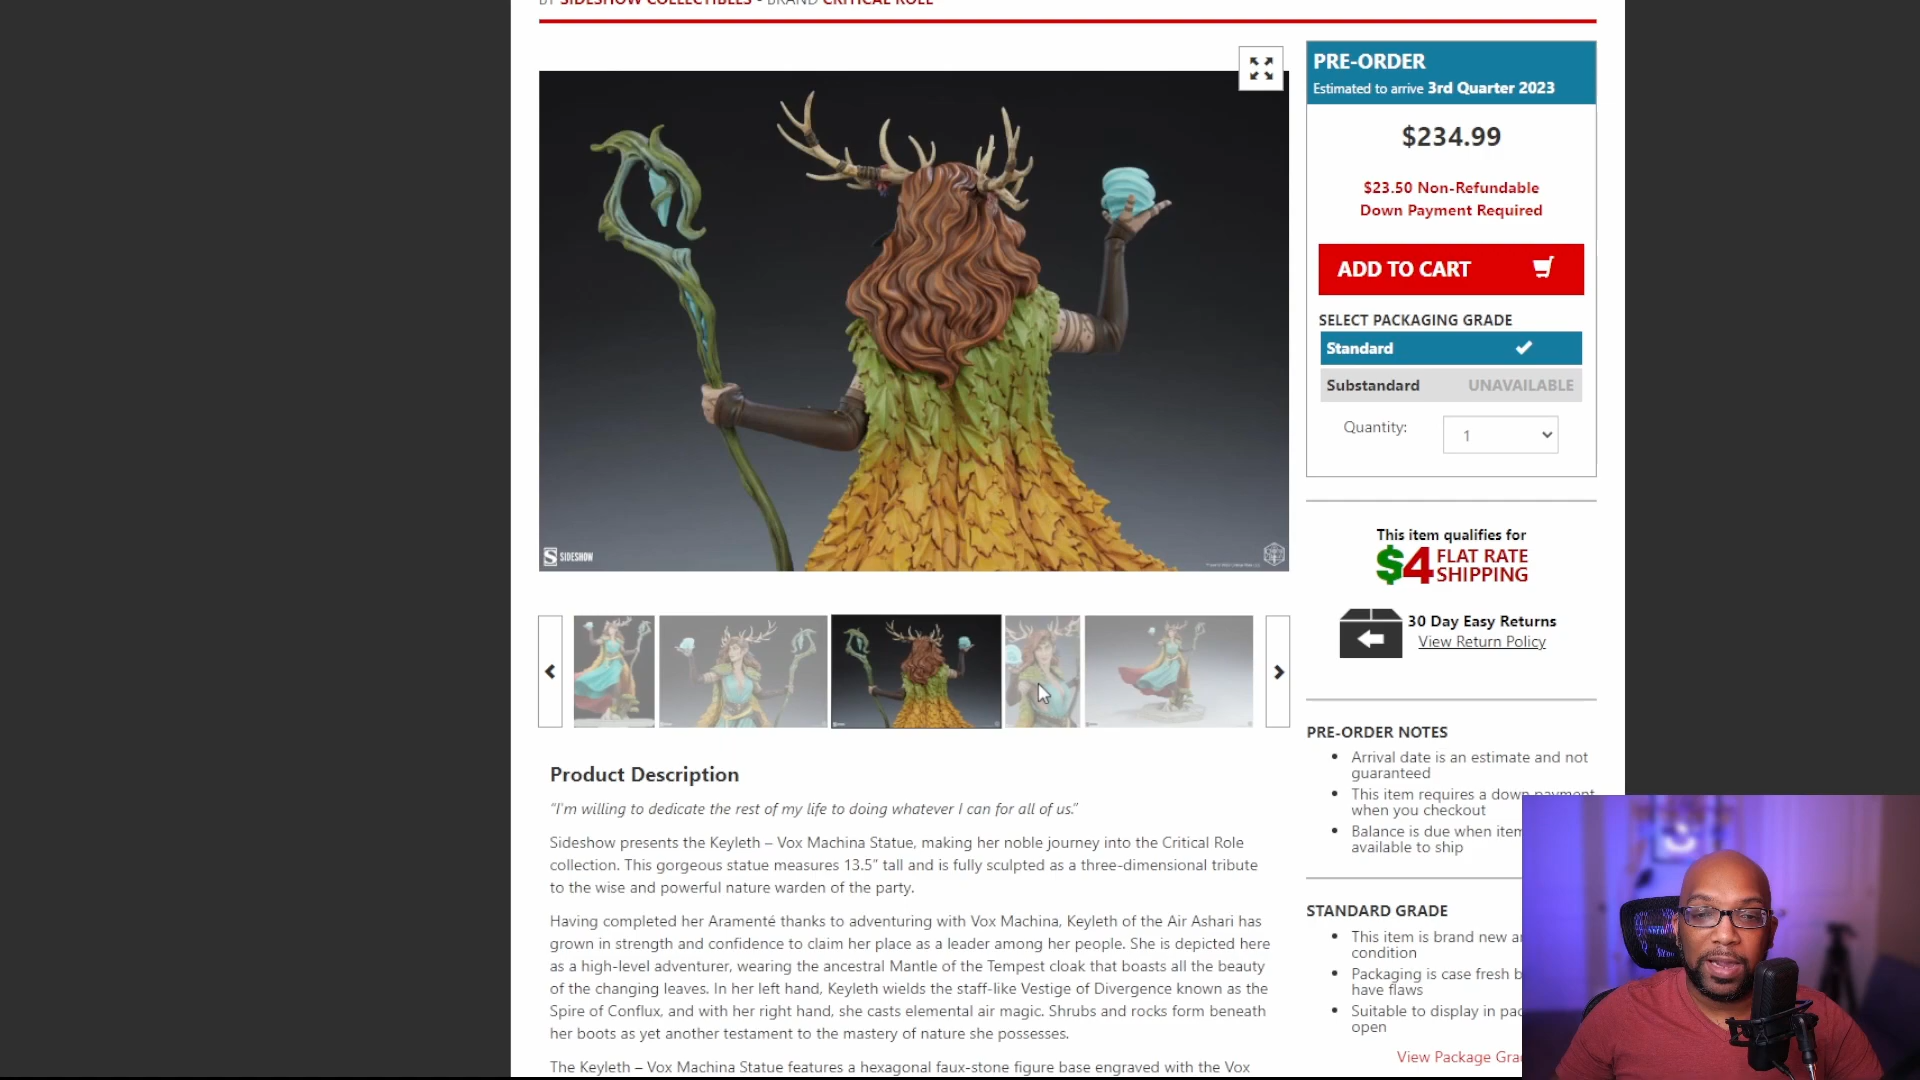 BY SIDESHOW COLLECTIBLES - BRAND CRITICAL ROLE
PRE-ORDER
Estimated to arrive 3rd Quarter 2023
$234.99
$23.50 Non-Refundable
Down Payment Required
ADD TO CART
SELECT PACKAGING GRADE
Standard
Substandard UNAVAILABLE
Quantity: 1
S SIDESHOW
This item qualifies for
$4 FLAT RATE
SHIPPING
30 Day Easy Returns
View Return Policy
PRE-ORDER NOTES
Arrival date is an estimate and not
guaranteed
This item requires a down payment
when you checkout
Balance is due when item
available to ship
STANDARD GRADE
This item is brand new
condition
Packaging is case fresh
have flaws
Suitable to display in
open
View Package
Product Description
“I'm willing to dedicate the rest of my life to doing whatever I can for all of us.”
Sideshow presents the Keyleth – Vox Machina Statue, making her noble journey into the Critical Role
collection. This gorgeous statue measures 13.5” tall and is fully sculpted as a three-dimensional tribute
to the wise and powerful nature warden of the party.
Having completed her Aramenté thanks to adventuring with Vox Machina, Keyleth of the Air Ashari has
grown in strength and confidence to claim her place as a leader among her people. She is depicted here
as a high-level adventurer, wearing the ancestral Mantle of the Tempest cloak that boasts all the beauty
of the changing leaves. In her left hand, Keyleth wields the staff-like Vestige of Divergence known as the
Spire of Conflux, and with her right hand, she casts elemental air magic. Shrubs and rocks form beneath
her boots as yet another testament to the mastery of nature she possesses.
The Keyleth – Vox Machina Statue features a hexagonal faux-stone figure base engraved with the Vox